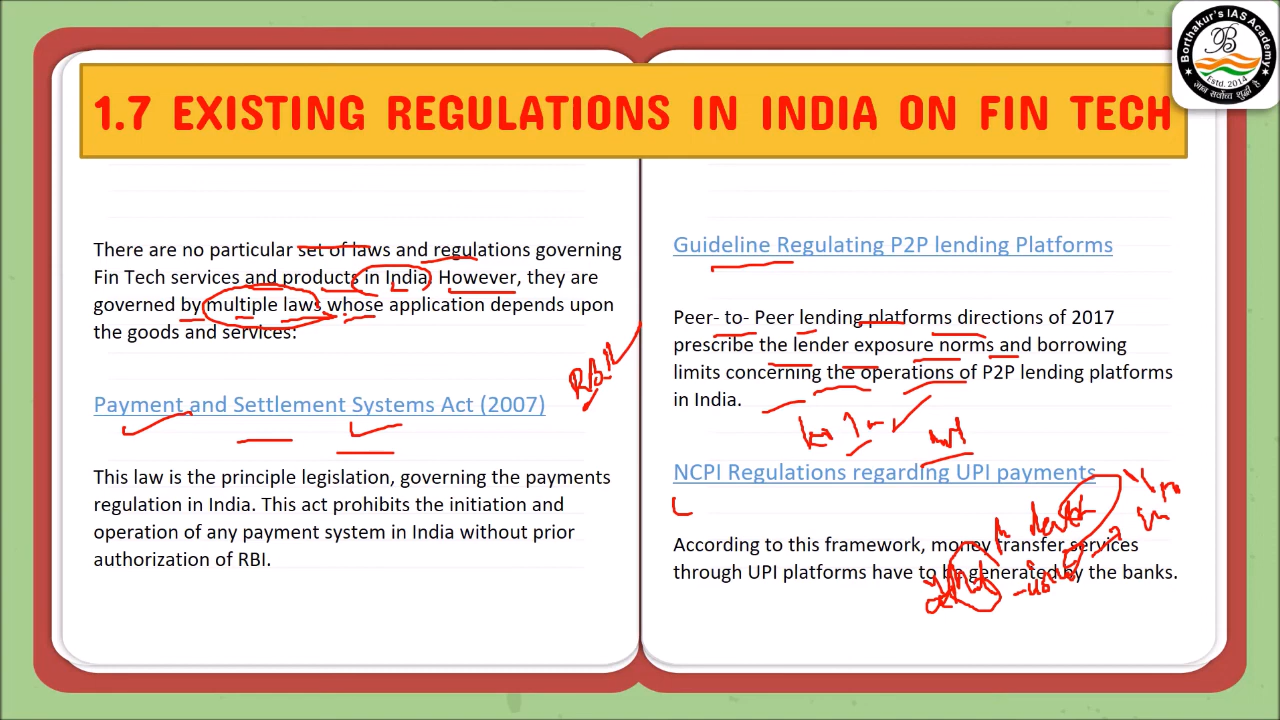 1.7 EXISTING REGULATIONS IN INDIA ON FIN TECH
Borthakur's IAS Academy
B
Estd. 2014
There are no particular set of laws and regulations governing
Fin Tech services and products in India. However, they are
governed by multiple laws whose application depends upon
the goods and services:
RBI
Payment and Settlement Systems Act (2007)
This law is the principle legislation, governing the payments
regulation in India. This act prohibits the initiation and
operation of any payment system in India without prior
authorization of RBI.
Guideline Regulating P2P lending Platforms
Peer- to- Peer lending platforms directions of 2017
prescribe the lender exposure norms and borrowing
limits concerning the operations of P2P lending platforms
in India.
NCPI Regulations regarding UPI payments
According to this framework, money transfer services
through UPI platforms have to be generated by the banks.